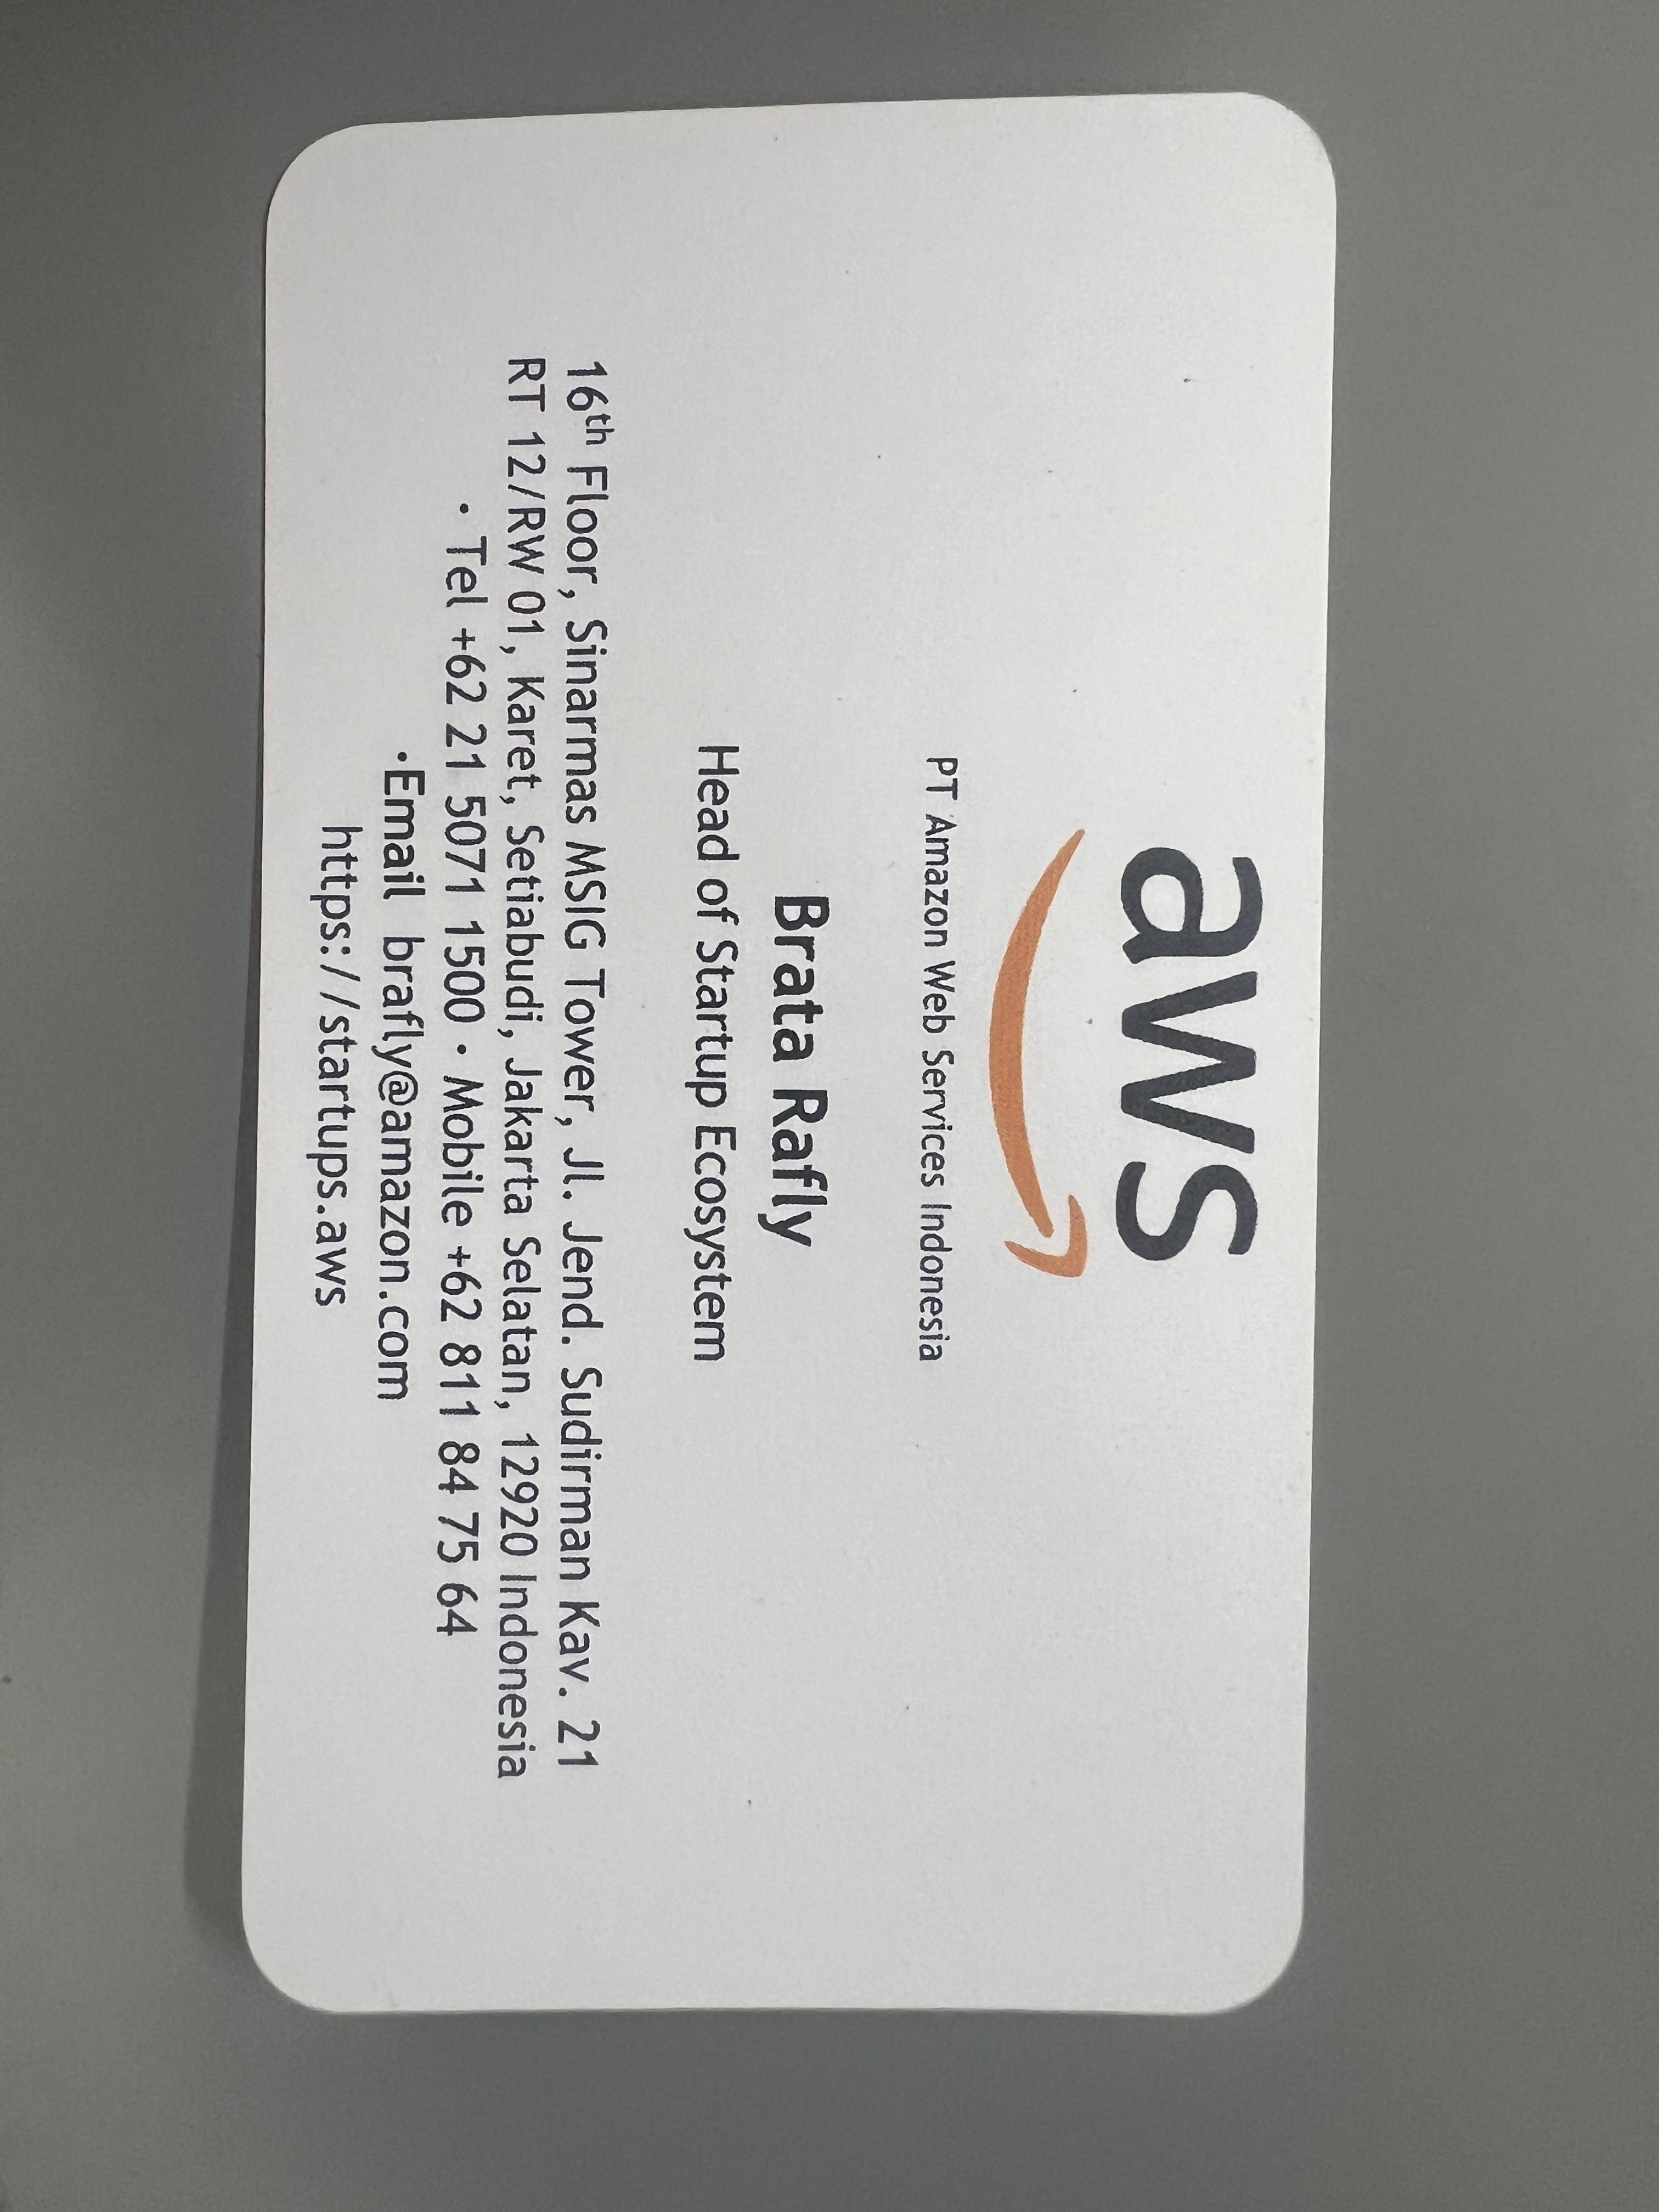 aws
PT Amazon Web Services Indonesia
Brata Rafly
Head of Startup Ecosystem
16th Floor, Sinarmas MSIG Tower, Jl. Jend. Sudirman Kav. 21
RT 12/RW 01, Karet, Setiabudi, Jakarta Selatan, 12920 Indonesia
• Tel +62 21 5071 1500 • Mobile +62 811 84 75 64
•Email brafly@amazon.com
https://startups.aws